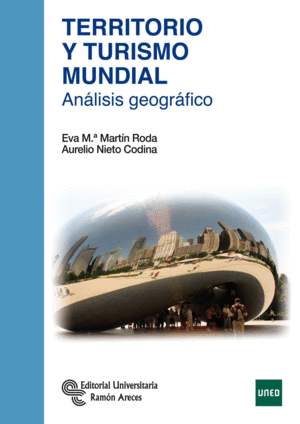 TERRITORIO
Y TURISMO
MUNDIAL
Análisis geográfico
Eva M.ª Martín Roda
Aurelio Nieto Codina
Editorial Universitaria
Ramón Areces
UNED